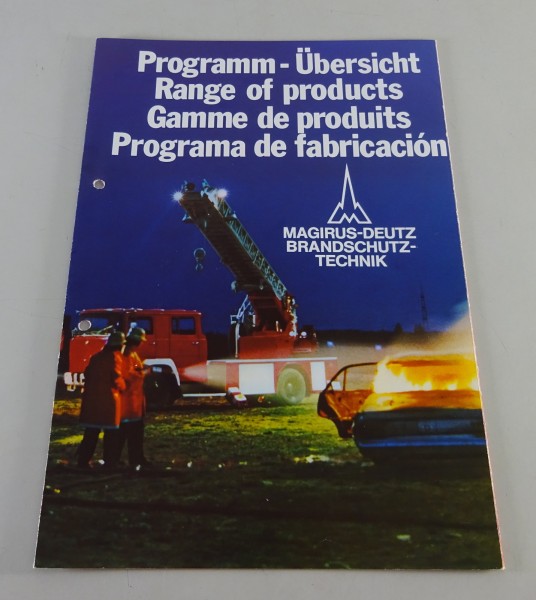 Programm - Übersicht
Range of products
Gamme de produits
Programa de fabricación
MAGIRUS-DEUTZ
BRANDSCHUTZ-
TECHNIK